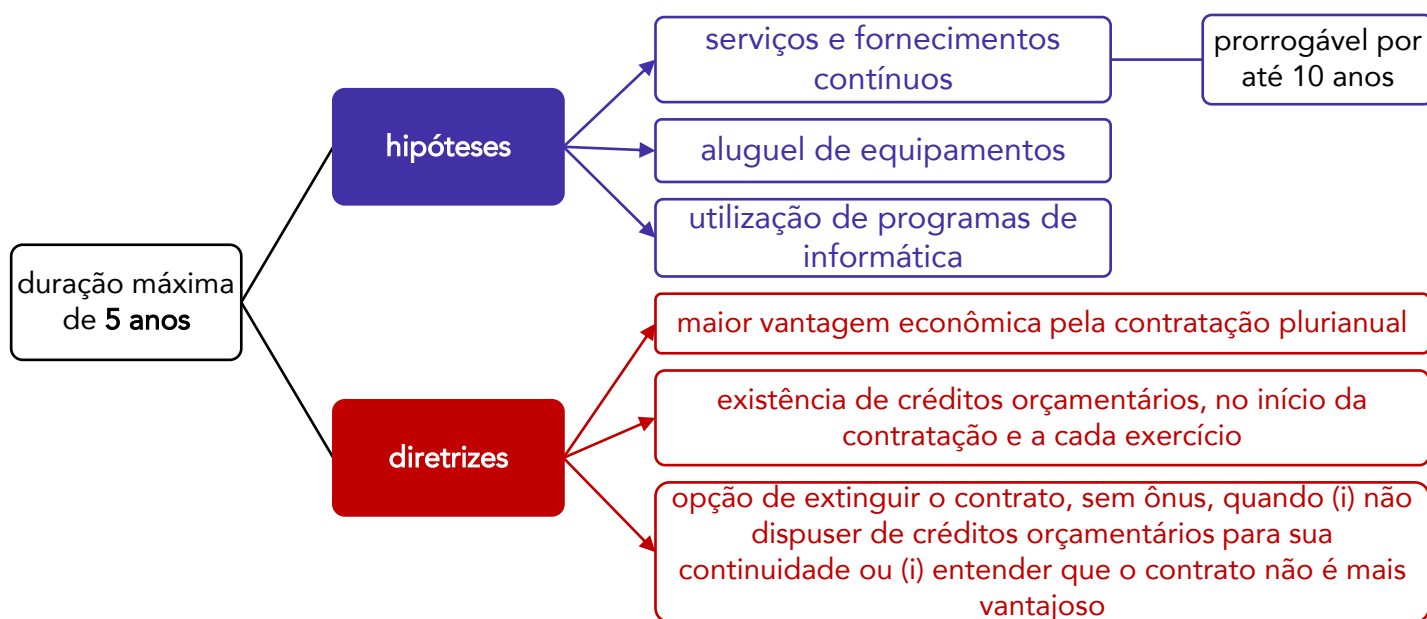 duração máxima
de 5 anos
hipóteses
serviços e fornecimentos
contínuos
prorrogável por
até 10 anos
aluguel de equipamentos
utilização de programas de
informática
diretrizes
maior vantagem econômica pela contratação plurianual
existência de créditos orçamentários, no início da
contratação e a cada exercício
opção de extinguir o contrato, sem ônus, quando (i) não
dispuser de créditos orçamentários para sua
continuidade ou (i) entender que o contrato não é mais
vantajoso